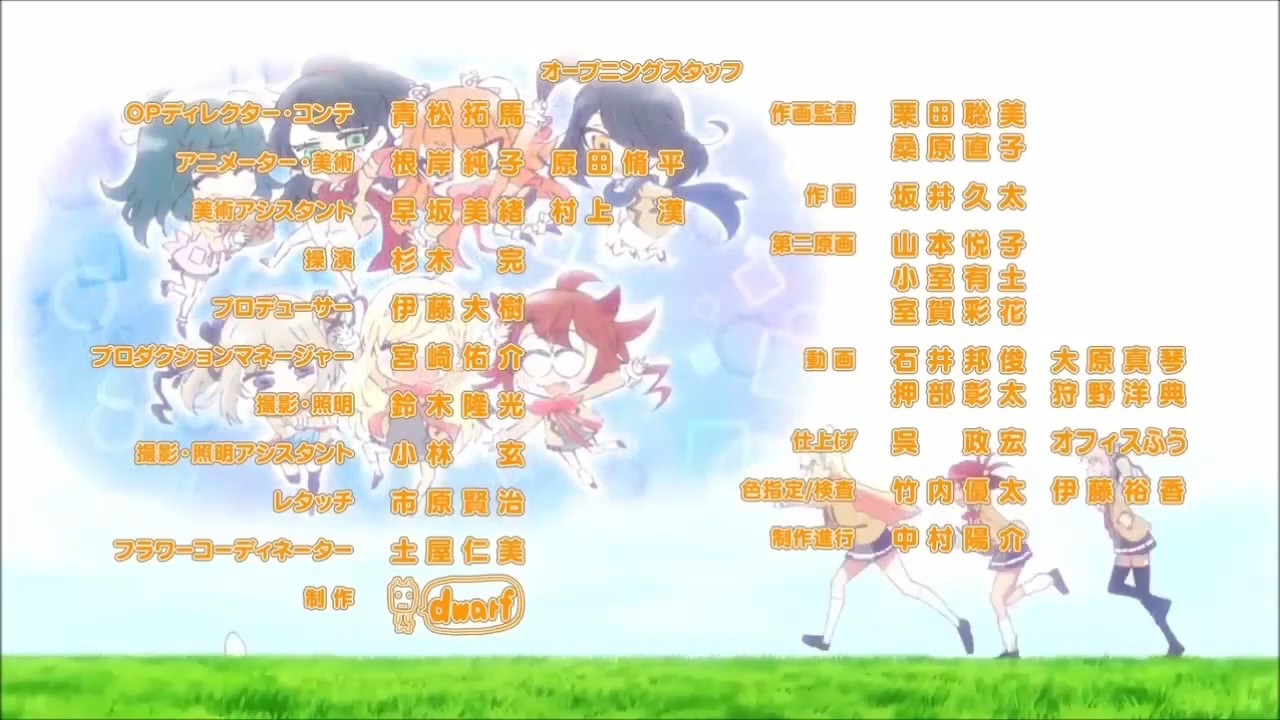 オープニングスタッフ
OPディレクター・コンテ 青松拓馬
アニメーター・美術 根岸純子 原田脩平
美術アシスタント 早坂美緒 村上 漢
操演 杉木 完
プロデューサー 伊藤大樹
プロダクションマネージャー 宮崎佑介
撮影・照明 鈴木隆光
撮影・照明アシスタント 小林 玄
レタッチ 市原賢治
フラワーコーディネーター 土屋仁美
制作 dwarf
作画監督 栗田聡美
桑原直子
作画 坂井久太
第二原画 山本悦子
小室有土
室賀彩花
動画 石井邦俊 大原真琴
押部彰太 狩野洋典
仕上げ 呉 政宏 オフィスふう
色指定/検査 竹内優太 伊藤裕香
制作進行 中村陽介